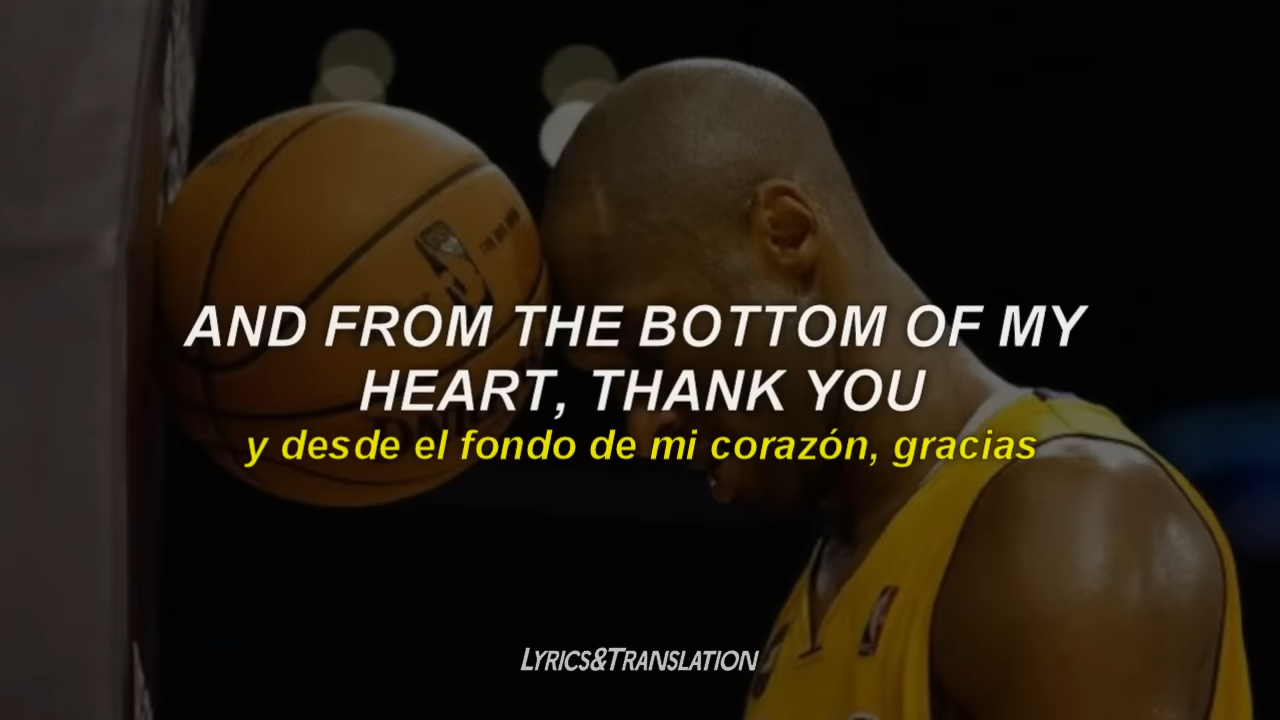 AND FROM THE BOTTOM OF MY
HEART, THANK YOU
y desde el fondo de mi corazón, gracias
LYRICS&TRANSLATION